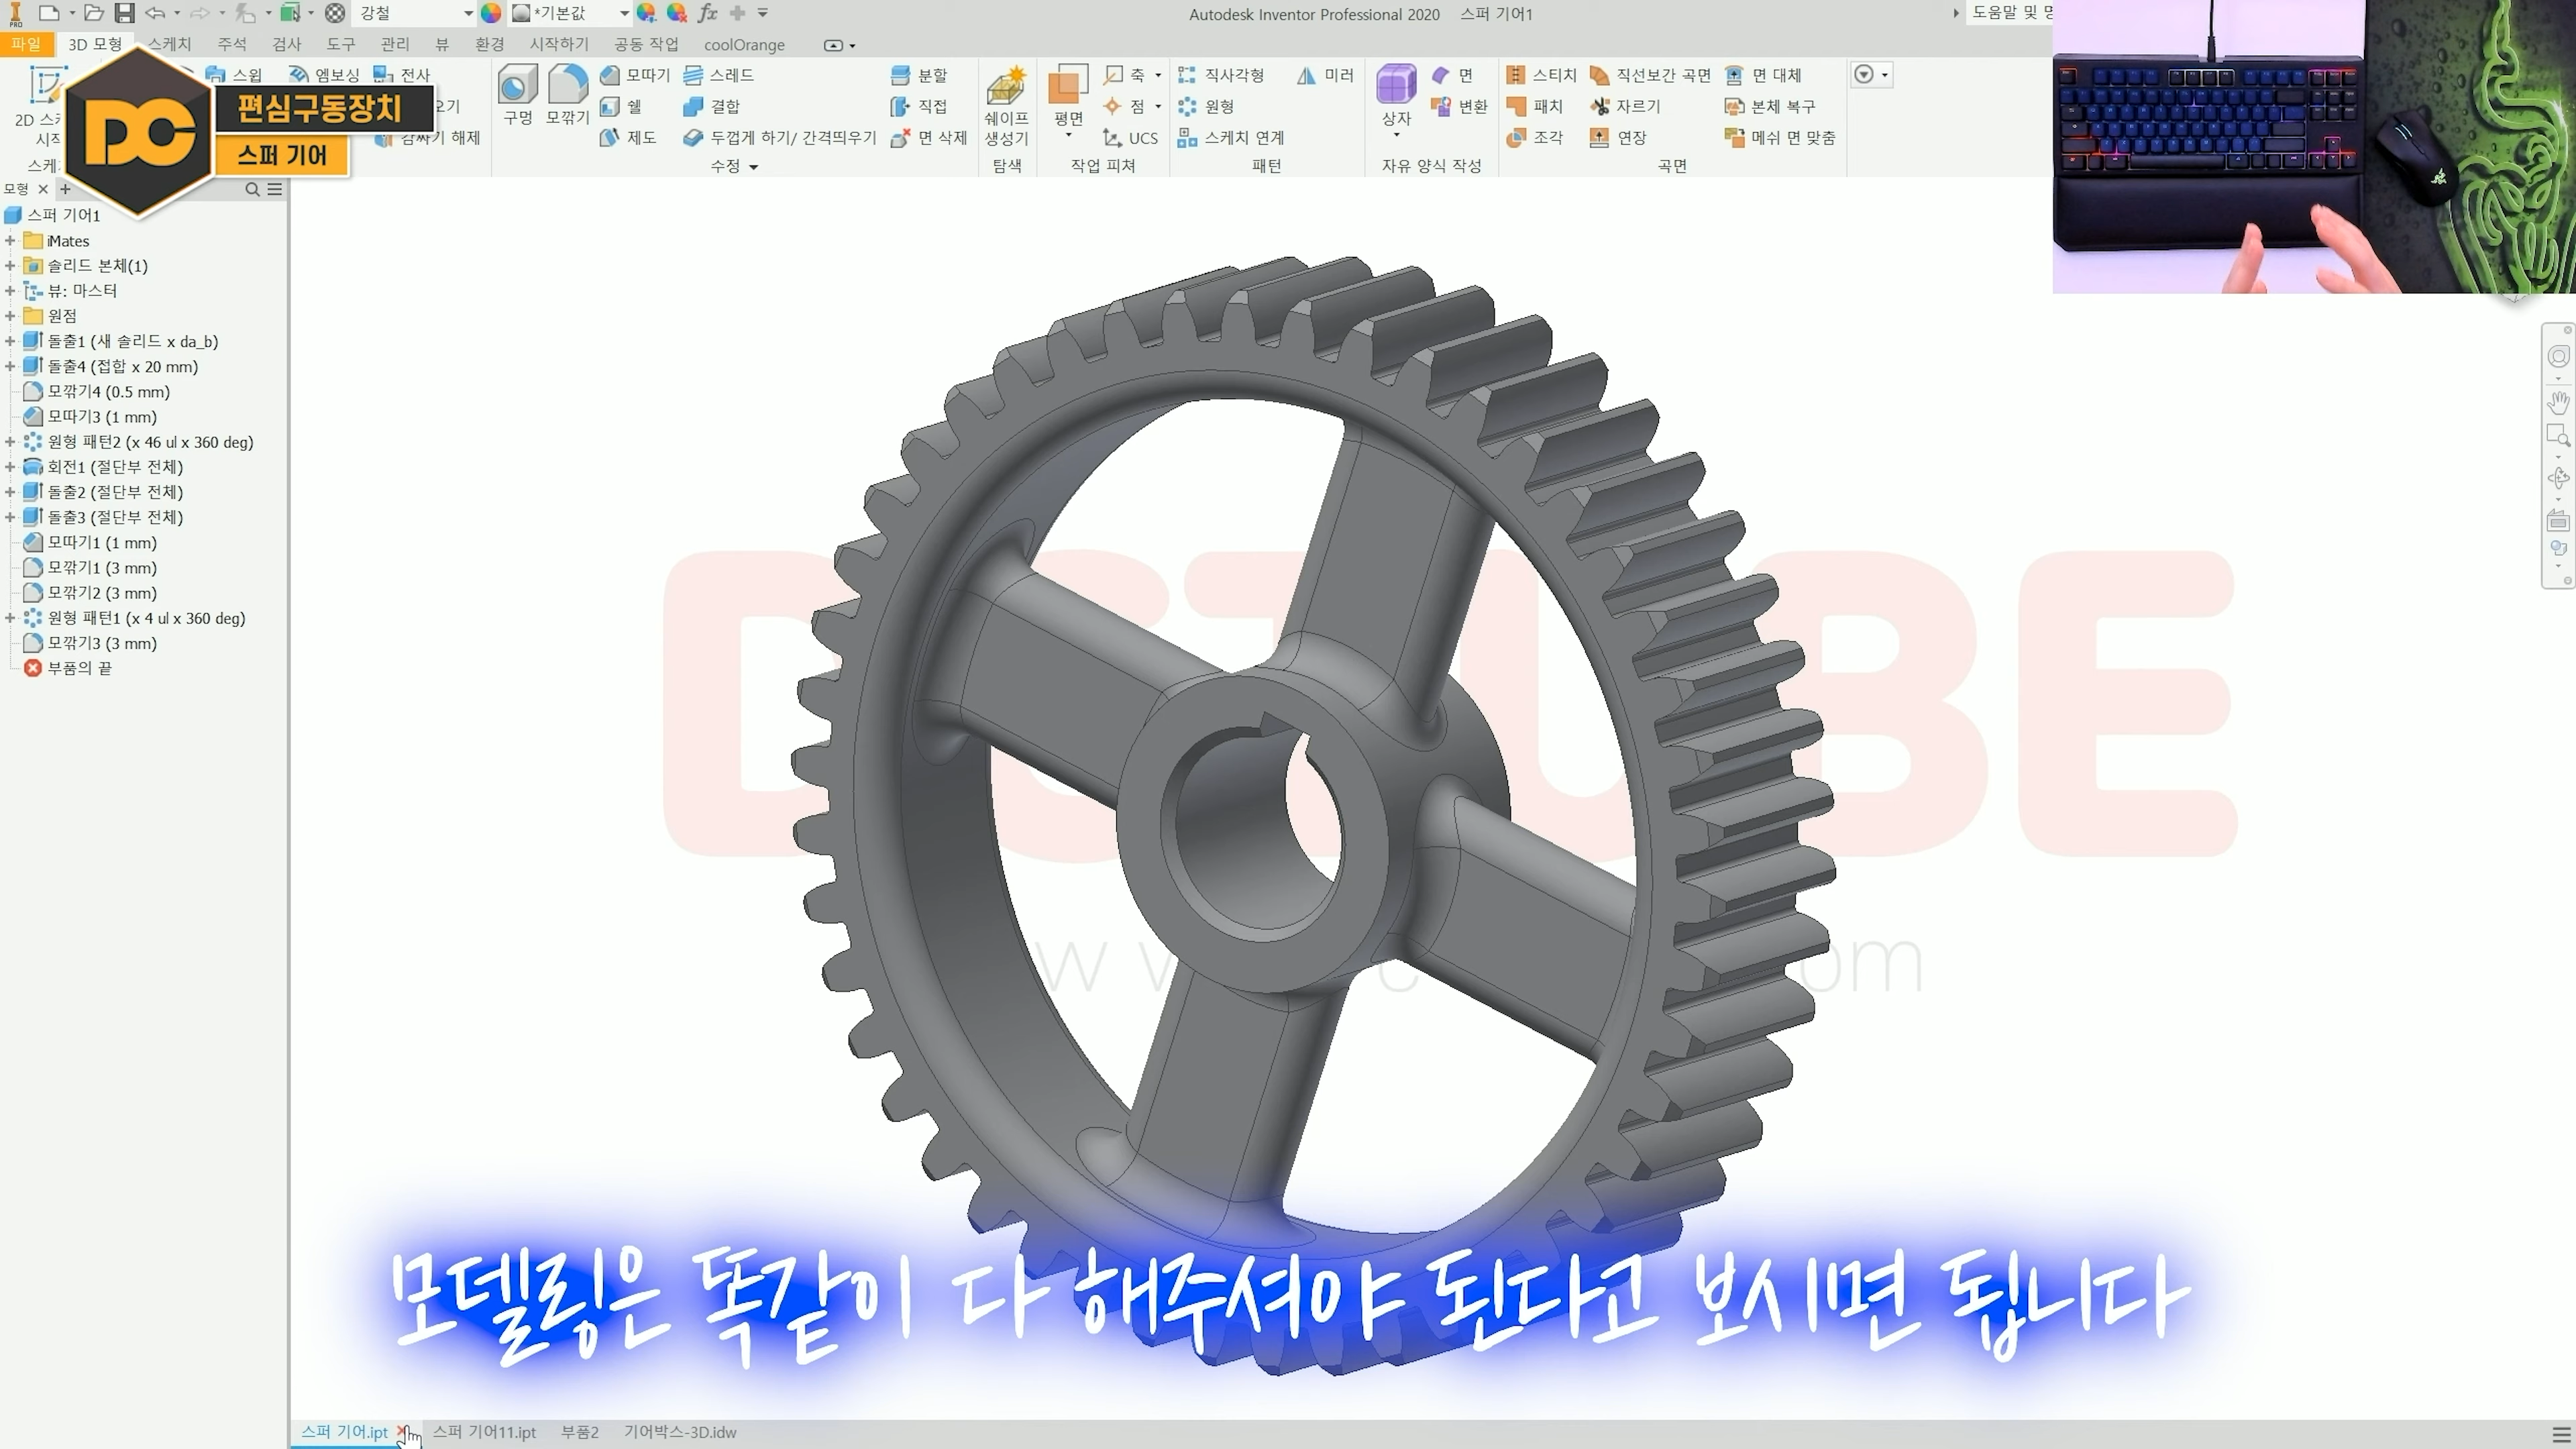 강철
*기본값
Autodesk Inventor Professional 2020 스퍼 기어1
도움말 및 명
파일 3D 모형 스케치 주석 검사 도구 관리 뷰 환경 시작하기 공동 작업 coolOrange
스윕 엠보싱 전사
감싸기 해제
구멍 모깎기
모따기 스레드 분할
쉘 결합 직접
제도 두껍게 하기/ 간격띄우기 면 삭제
수정
쉐이프
생성기
탐색
평면
축
점
UCS
작업 피쳐
직사각형 미러
원형
스케치 연계
패턴
상자
면
변환
자유 양식 작성
스티치 직선보간 곡면 면 대체
패치 자르기 본체 복구
조각 연장 메쉬 면 맞춤
곡면
DC
편심구동장치
스퍼 기어
모형
스퍼 기어1
iMates
솔리드 본체(1)
뷰: 마스터
원점
돌출1 (새 솔리드 x da_b)
돌출4 (접합 x 20 mm)
모깎기4 (0.5 mm)
모따기3 (1 mm)
원형 패턴2 (x 46 ul x 360 deg)
회전1 (절단부 전체)
돌출2 (절단부 전체)
돌출3 (절단부 전체)
모따기1 (1 mm)
모깎기1 (3 mm)
모깎기2 (3 mm)
원형 패턴1 (x 4 ul x 360 deg)
모깎기3 (3 mm)
부품의 끝
모델링은 똑같이 다 해주셔야 된다고 보시면 됩니다
스퍼 기어.ipt 스퍼 기어11.ipt 부품2 기어박스-3D.idw